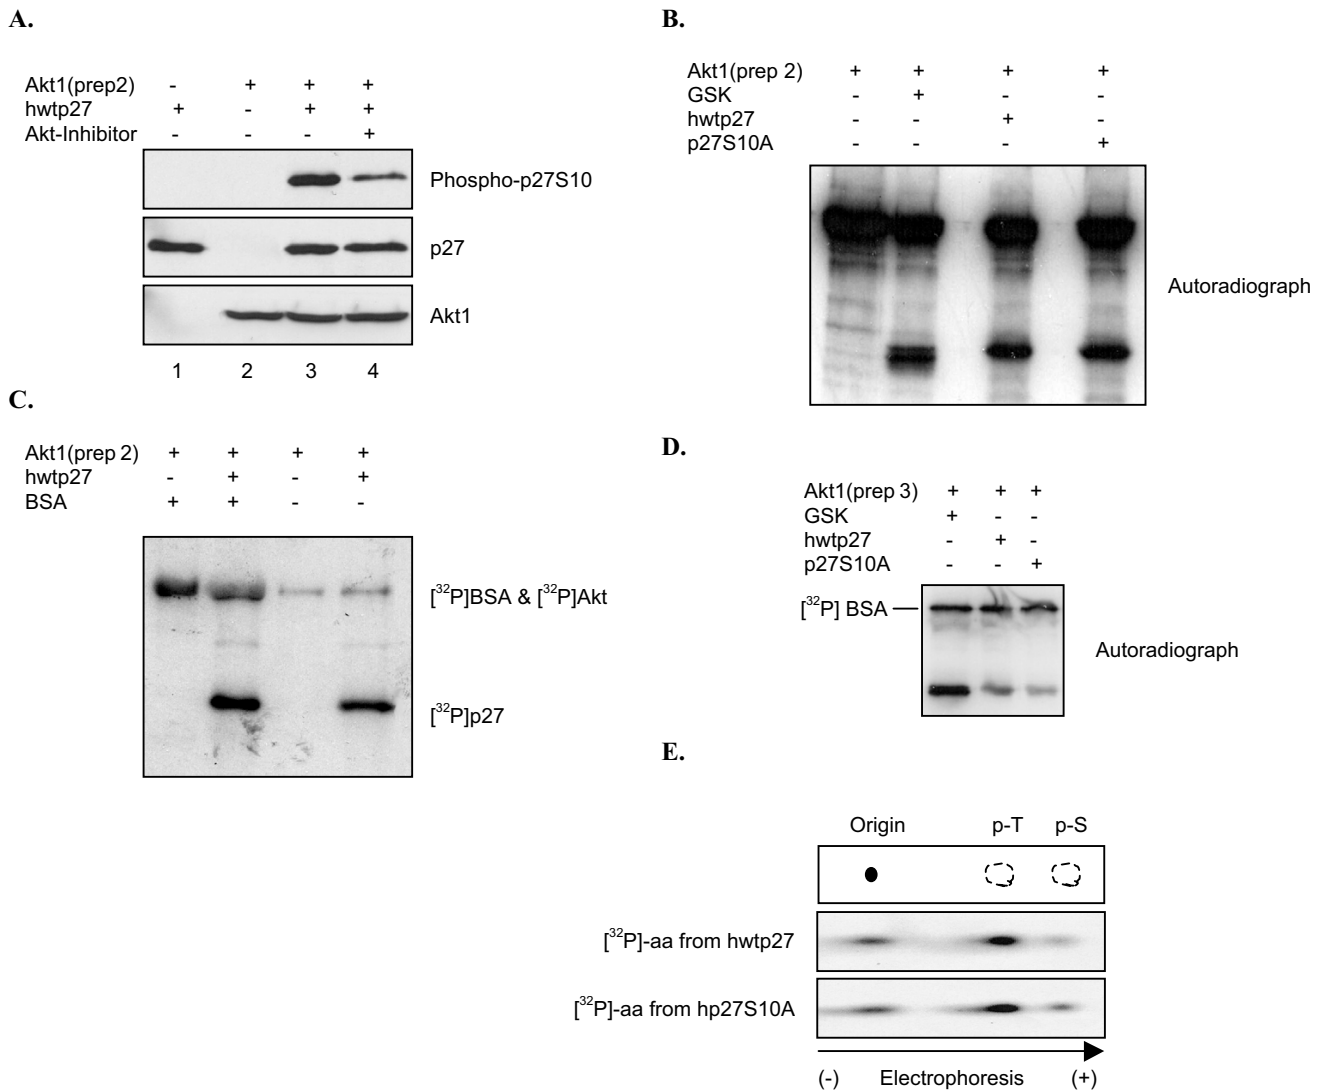 A.
Akt1(prep2) - + + +
hwtp27 + - + +
Akt-Inhibitor - - - +
Phospho-p27S10
p27
Akt1
1 2 3 4
B.
Akt1(prep 2) + + + +
GSK - + - -
hwtp27 - - + -
p27S10A - - - +
Autoradiograph
C.
Akt1(prep 2) + + + +
hwtp27 - + - +
BSA + + - -
[³²P]BSA & [³²P]Akt
[³²P]p27
D.
Akt1(prep 3) + + +
GSK + - -
hwtp27 - + -
p27S10A - - +
[³²P] BSA
Autoradiograph
E.
Origin p-T p-S
[³²P]-aa from hwtp27
[³²P]-aa from hp27S10A
(-) Electrophoresis (+)